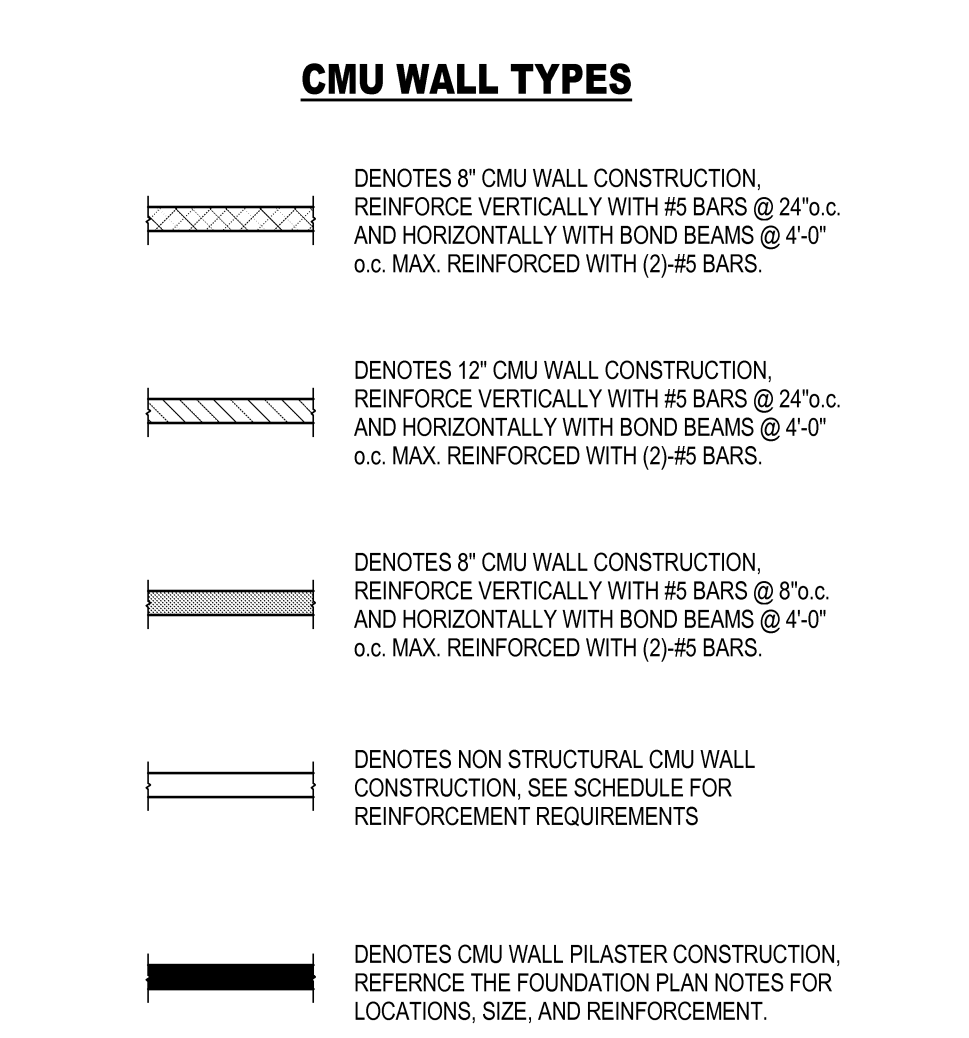 CMU WALL TYPES
DENOTES 8" CMU WALL CONSTRUCTION,
REINFORCE VERTICALLY WITH #5 BARS @ 24"o.c.
AND HORIZONTALLY WITH BOND BEAMS @ 4'-0"
o.c. MAX. REINFORCED WITH (2)-#5 BARS.
DENOTES 12" CMU WALL CONSTRUCTION,
REINFORCE VERTICALLY WITH #5 BARS @ 24"o.c.
AND HORIZONTALLY WITH BOND BEAMS @ 4'-0"
o.c. MAX. REINFORCED WITH (2)-#5 BARS.
DENOTES 8" CMU WALL CONSTRUCTION,
REINFORCE VERTICALLY WITH #5 BARS @ 8"o.c.
AND HORIZONTALLY WITH BOND BEAMS @ 4'-0"
o.c. MAX. REINFORCED WITH (2)-#5 BARS.
DENOTES NON STRUCTURAL CMU WALL
CONSTRUCTION, SEE SCHEDULE FOR
REINFORCEMENT REQUIREMENTS
DENOTES CMU WALL PILASTER CONSTRUCTION,
REFERNCE THE FOUNDATION PLAN NOTES FOR
LOCATIONS, SIZE, AND REINFORCEMENT.